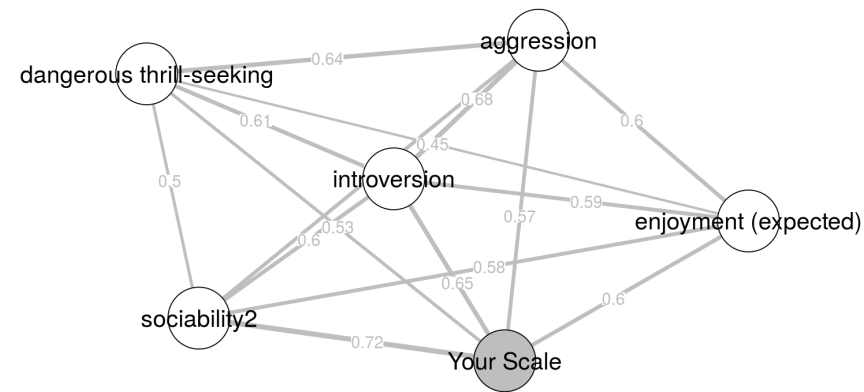 aggression
dangerous thrill-seeking
0.64
0.68
0.61
0.6
0.45
introversion
0.5
0.59
0.57
enjoyment (expected)
0.53
0.6
0.58
0.65
0.6
sociability2
0.72
Your Scale